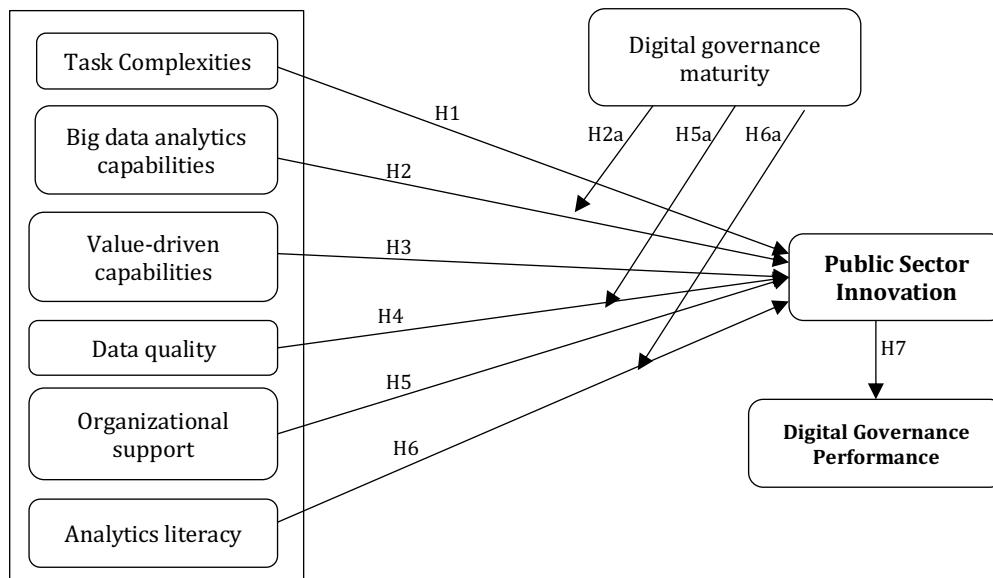 Task Complexities
Big data analytics
capabilities
Value-driven
capabilities
Data quality
Organizational
support
Analytics literacy
Digital governance
maturity
H1
H2a
H5a
H6a
H2
H3
H4
H5
H6
Public Sector
Innovation
H7
Digital Governance
Performance